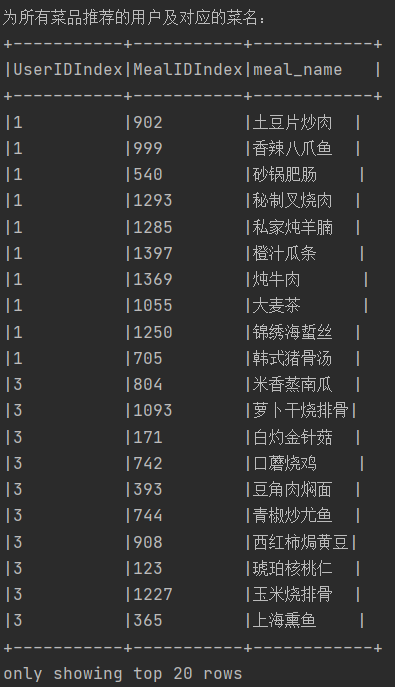 为所有菜品推荐的用户及对应的菜名:
+-----------+-----------+------------+
|UserIDIndex|MealIDIndex|meal_name   |
+-----------+-----------+------------+
|1          |902        |土豆片炒肉  |
|1          |999        |香辣八爪鱼  |
|1          |540        |砂锅肥肠    |
|1          |1293       |秘制叉烧肉  |
|1          |1285       |私家炖羊腩  |
|1          |1397       |橙汁瓜条    |
|1          |1369       |炖牛肉      |
|1          |1055       |大麦茶      |
|1          |1250       |锦绣海蜇丝  |
|1          |705        |韩式猪骨汤  |
|3          |804        |米香蒸南瓜  |
|3          |1093       |萝卜干烧排骨|
|3          |171        |白灼金针菇  |
|3          |742        |口蘑烧鸡    |
|3          |393        |豆角肉焖面  |
|3          |744        |青椒炒尤鱼  |
|3          |908        |西红柿焗黄豆|
|3          |123        |琥珀核桃仁  |
|3          |1227       |玉米烧排骨  |
|3          |365        |上海熏鱼    |
+-----------+-----------+------------+
only showing top 20 rows